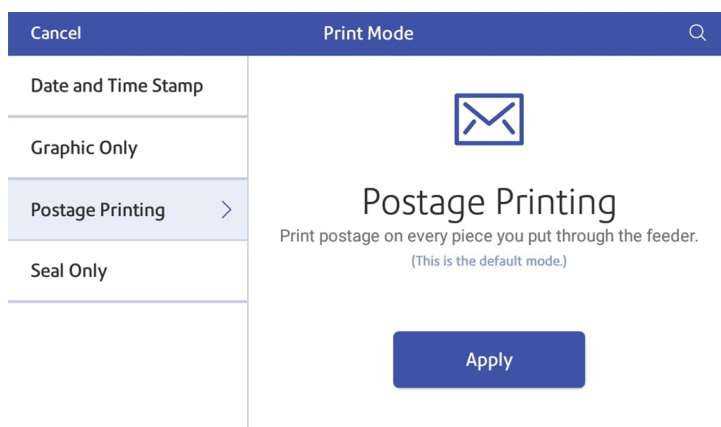 Cancel
Print Mode
Date and Time Stamp
Graphic Only
Postage Printing
Seal Only
Postage Printing
Print postage on every piece you put through the feeder.
(This is the default mode.)
Apply